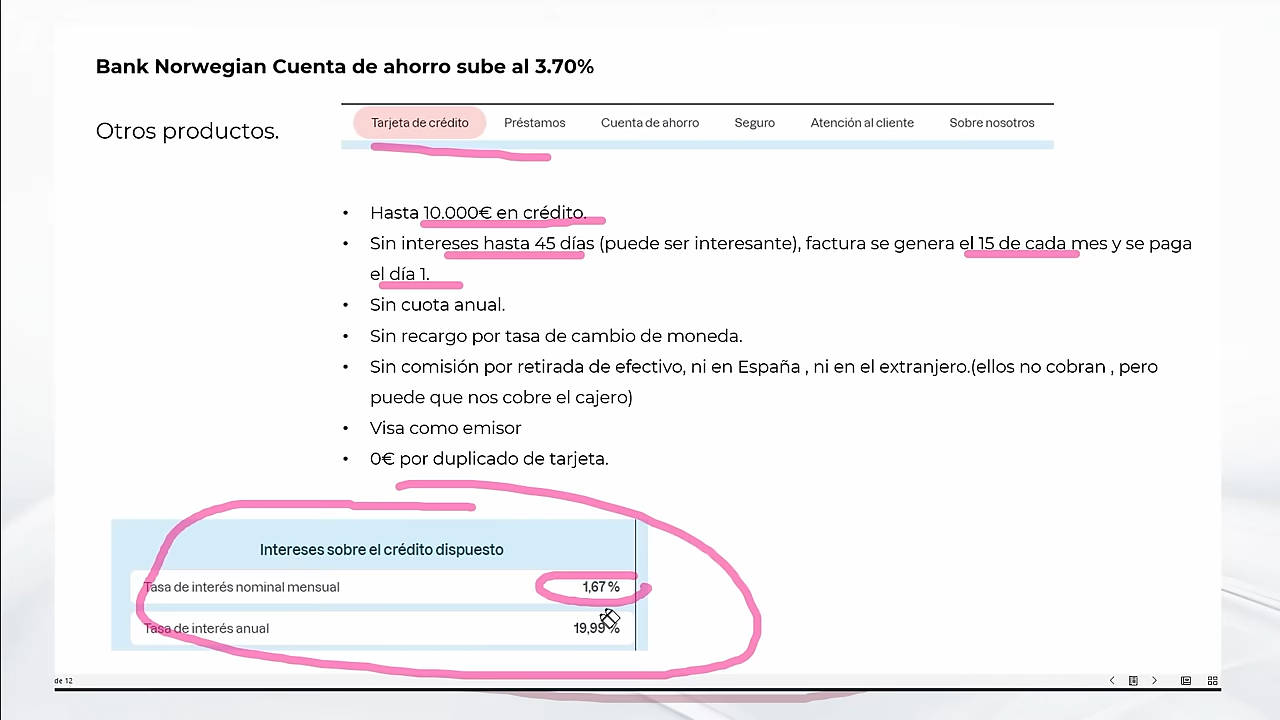 Bank Norwegian Cuenta de ahorro sube al 3.70%
Otros productos.
Tarjeta de crédito Préstamos Cuenta de ahorro Seguro Atención al cliente Sobre nosotros
• Hasta 10.000€ en crédito.
• Sin intereses hasta 45 días (puede ser interesante), factura se genera el 15 de cada mes y se paga
el día 1.
• Sin cuota anual.
• Sin recargo por tasa de cambio de moneda.
• Sin comisión por retirada de efectivo, ni en España , ni en el extranjero.(ellos no cobran , pero
puede que nos cobre el cajero)
• Visa como emisor
• 0€ por duplicado de tarjeta.
Intereses sobre el crédito dispuesto
Tasa de interés nominal mensual 1,67 %
Tasa de interés anual 19,99 %
de 12